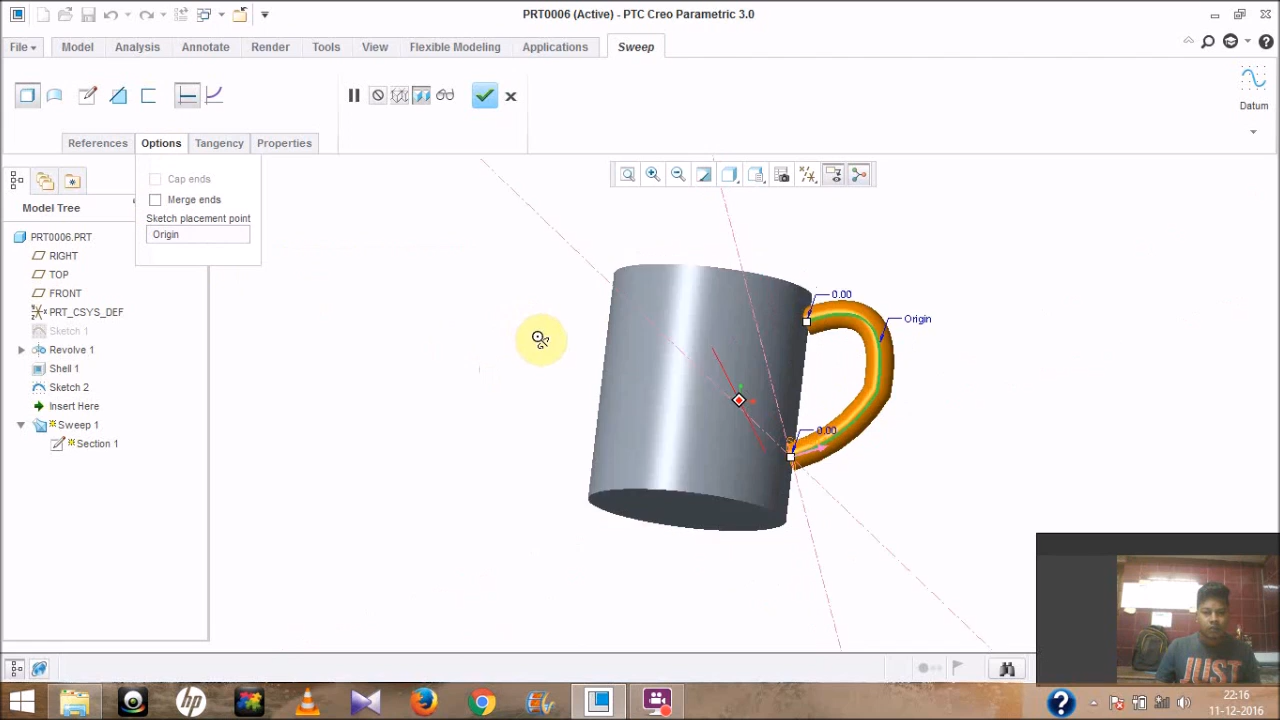 PRT0006 (Active) - PTC Creo Parametric 3.0
File Model Analysis Annotate Render Tools View Flexible Modeling Applications Sweep
Datum
References Options Tangency Properties
Cap ends
Merge ends
Sketch placement point
Origin
Model Tree
PRT0006.PRT
RIGHT
TOP
FRONT
PRT_CSYS_DEF
Sketch 1
Revolve 1
Shell 1
Sketch 2
Insert Here
Sweep 1
Section 1
0.00
Origin
0.00
JUST
hp
22:16
11-12-2016